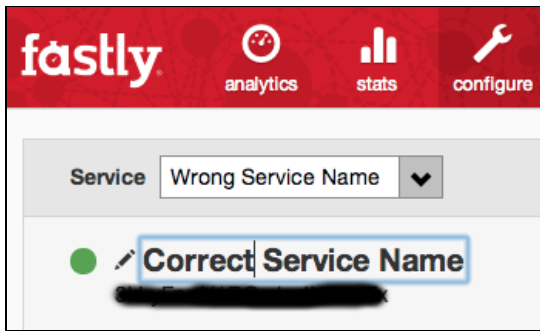 fastly
analytics
stats
configure
Service Wrong Service Name
Correct Service Name